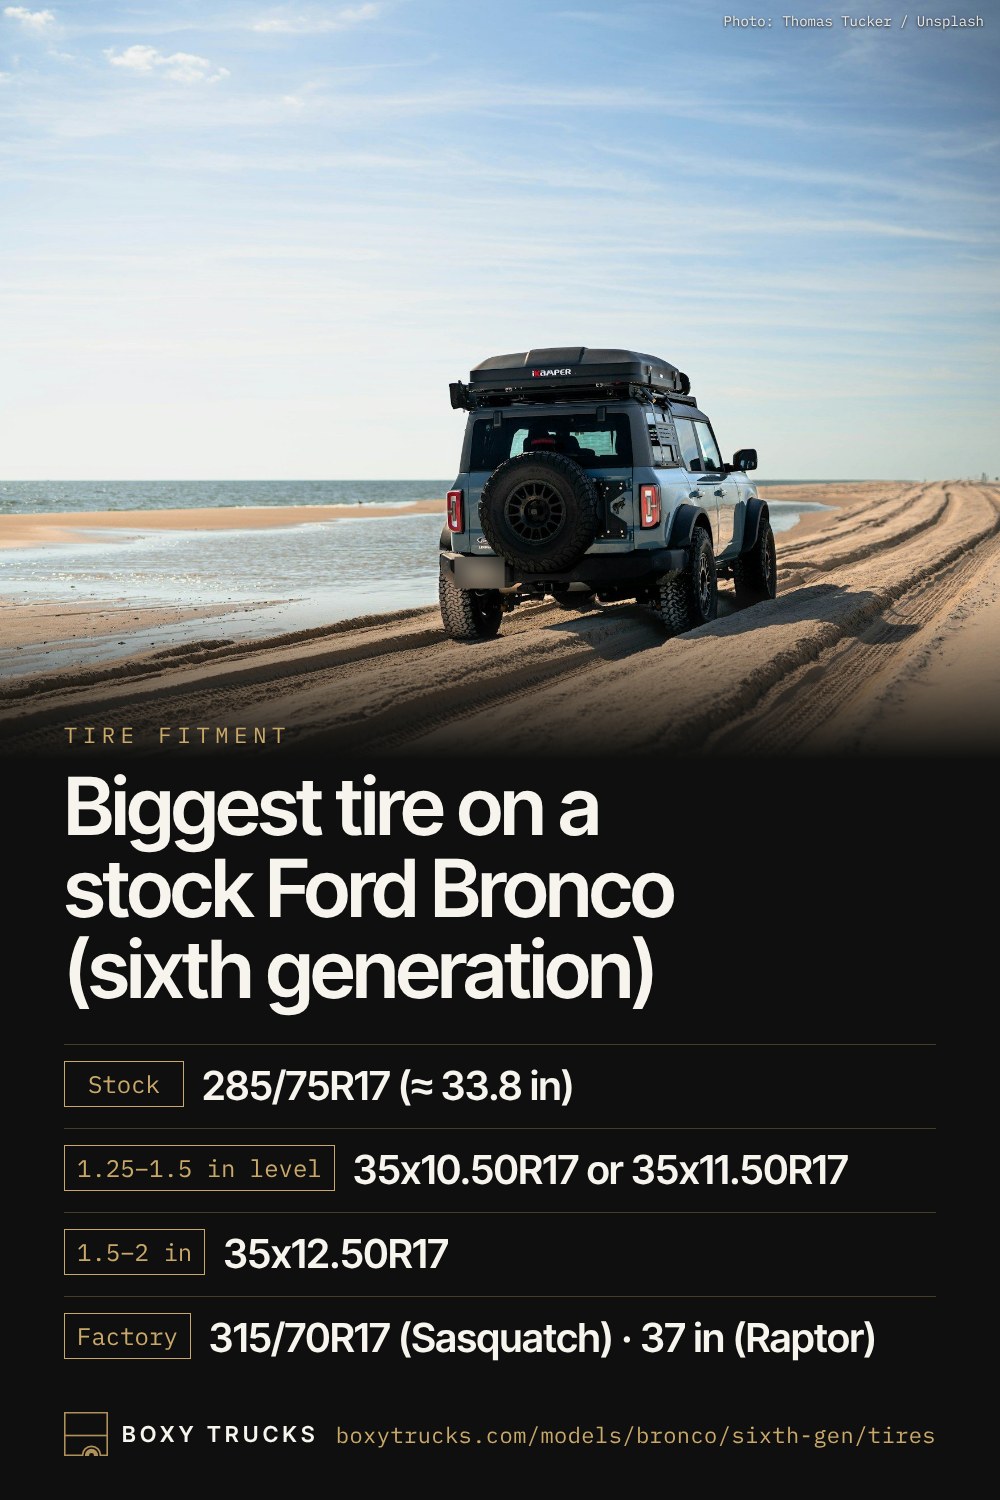 Photo: Thomas Tucker / Unsplash
iKAMPER
TIRE FITMENT
Biggest tire on a
stock Ford Bronco
(sixth generation)
Stock 285/75R17 (≈ 33.8 in)
1.25–1.5 in level 35x10.50R17 or 35x11.50R17
1.5–2 in 35x12.50R17
Factory 315/70R17 (Sasquatch) · 37 in (Raptor)
BOXY TRUCKS boxytrucks.com/models/bronco/sixth-gen/tires